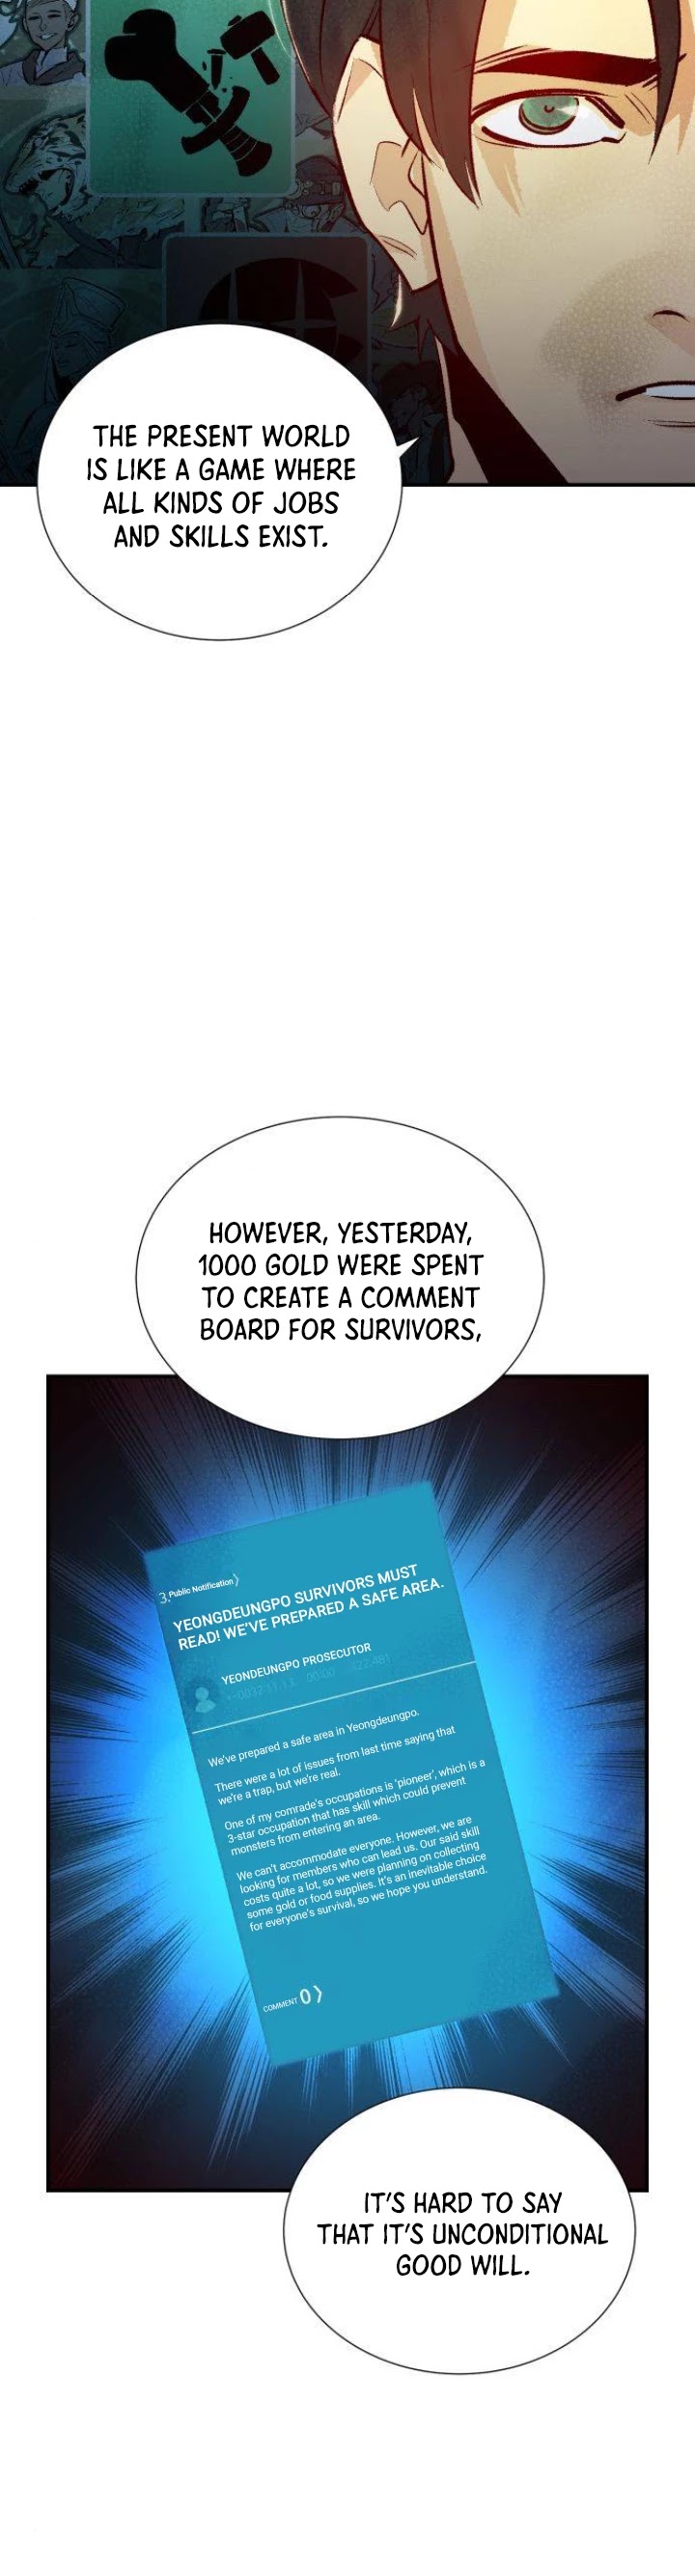 THE PRESENT WORLD
IS LIKE A GAME WHERE
ALL KINDS OF JOBS
AND SKILLS EXIST.
HOWEVER, YESTERDAY,
1000 GOLD WERE SPENT
TO CREATE A COMMENT
BOARD FOR SURVIVORS,
3. Public Notification 〉
YEONGDEUNGPO SURVIVORS MUST
READ! WE'VE PREPARED A SAFE AREA.
YEONDEUNGPO PROSECUTOR
We've prepared a safe area in Yeongdeungpo.
There were a lot of issues from last time saying that
we're a trap, but we're real.
One of my comrade's occupations is 'pioneer', which is a
3-star occupation that has skill which could prevent
monsters from entering an area.
We can't accommodate everyone. However, we are
looking for members who can lead us. Our said skill
costs quite a lot, so we were planning on collecting
some gold or food supplies. It's an inevitable choice
for everyone's survival, so we hope you understand.
COMMENT 0 〉
IT'S HARD TO SAY
THAT IT'S UNCONDITIONAL
GOOD WILL.